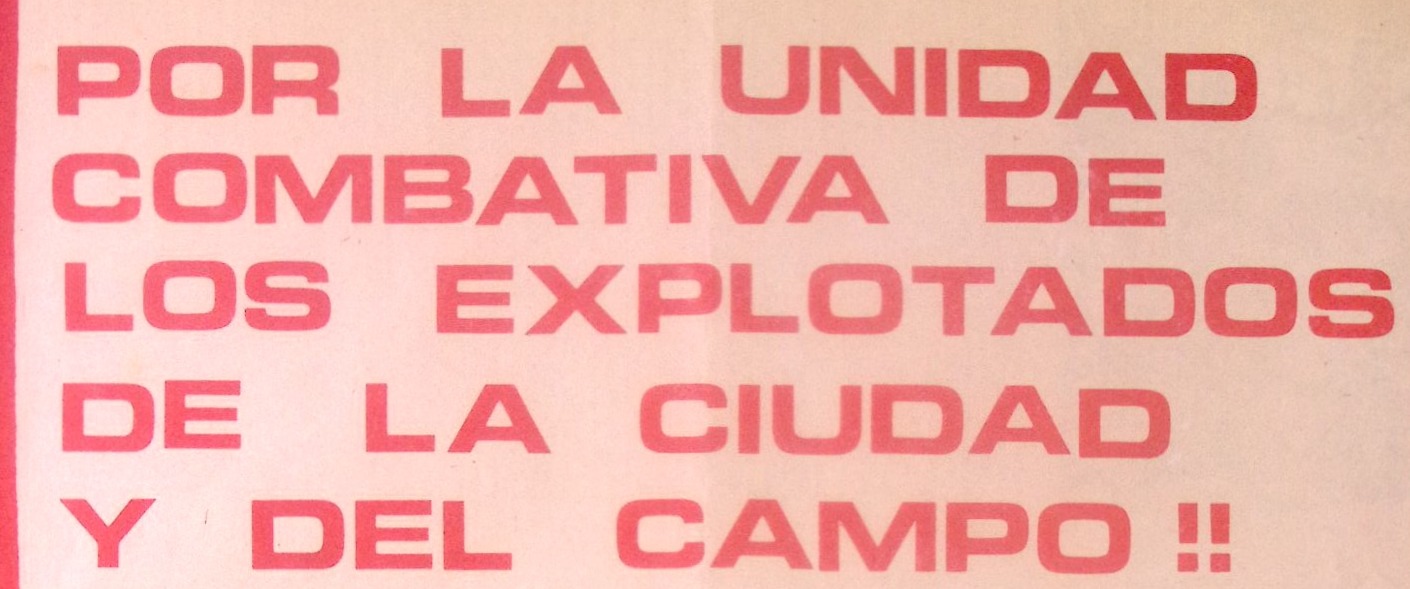 POR LA UNIDAD
COMBATIVA DE
LOS EXPLOTADOS
DE LA CIUDAD
Y DEL CAMPO !!